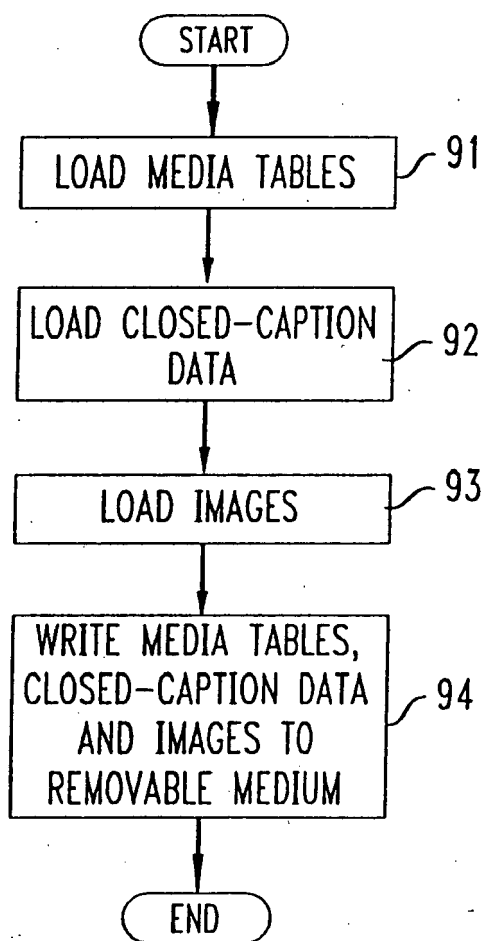 START
LOAD MEDIA TABLES
91
LOAD CLOSED-CAPTION
DATA
92
LOAD IMAGES
93
WRITE MEDIA TABLES,
CLOSED-CAPTION DATA
AND IMAGES TO
REMOVABLE MEDIUM
94
END